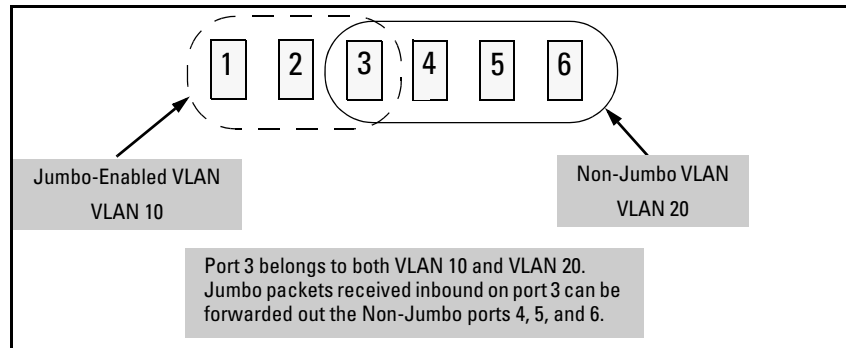 1 2 3 4 5 6
Jumbo-Enabled VLAN
VLAN 10
Non-Jumbo VLAN
VLAN 20
Port 3 belongs to both VLAN 10 and VLAN 20.
Jumbo packets received inbound on port 3 can be
forwarded out the Non-Jumbo ports 4, 5, and 6.